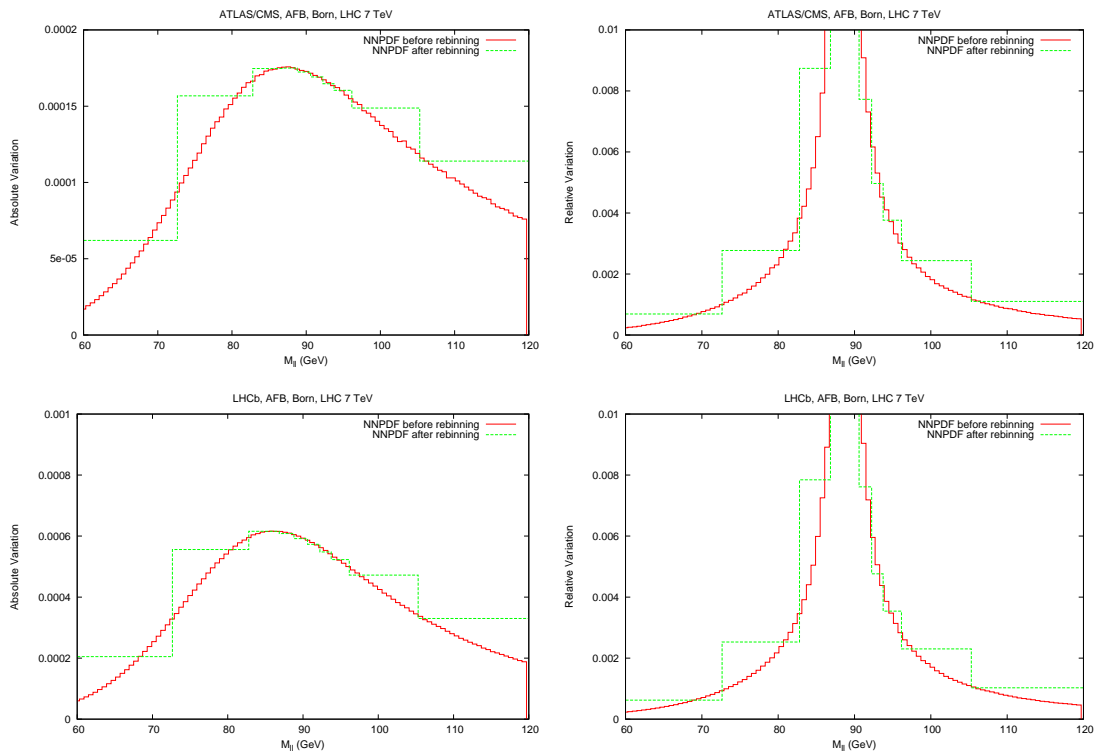 ATLAS/CMS, AFB, Born, LHC 7 TeV
NNPDF before rebinning
NNPDF after rebinning
Absolute Variation
0.0002
0.00015
0.0001
5e-05
0
60 70 80 90 100 110 120
M_ll (GeV)
ATLAS/CMS, AFB, Born, LHC 7 TeV
NNPDF before rebinning
NNPDF after rebinning
Relative Variation
0.01
0.008
0.006
0.004
0.002
0
60 70 80 90 100 110 120
M_ll (GeV)
LHCb, AFB, Born, LHC 7 TeV
NNPDF before rebinning
NNPDF after rebinning
Absolute Variation
0.001
0.0008
0.0006
0.0004
0.0002
0
60 70 80 90 100 110 120
M_ll (GeV)
LHCb, AFB, Born, LHC 7 TeV
NNPDF before rebinning
NNPDF after rebinning
Relative Variation
0.01
0.008
0.006
0.004
0.002
0
60 70 80 90 100 110 120
M_ll (GeV)